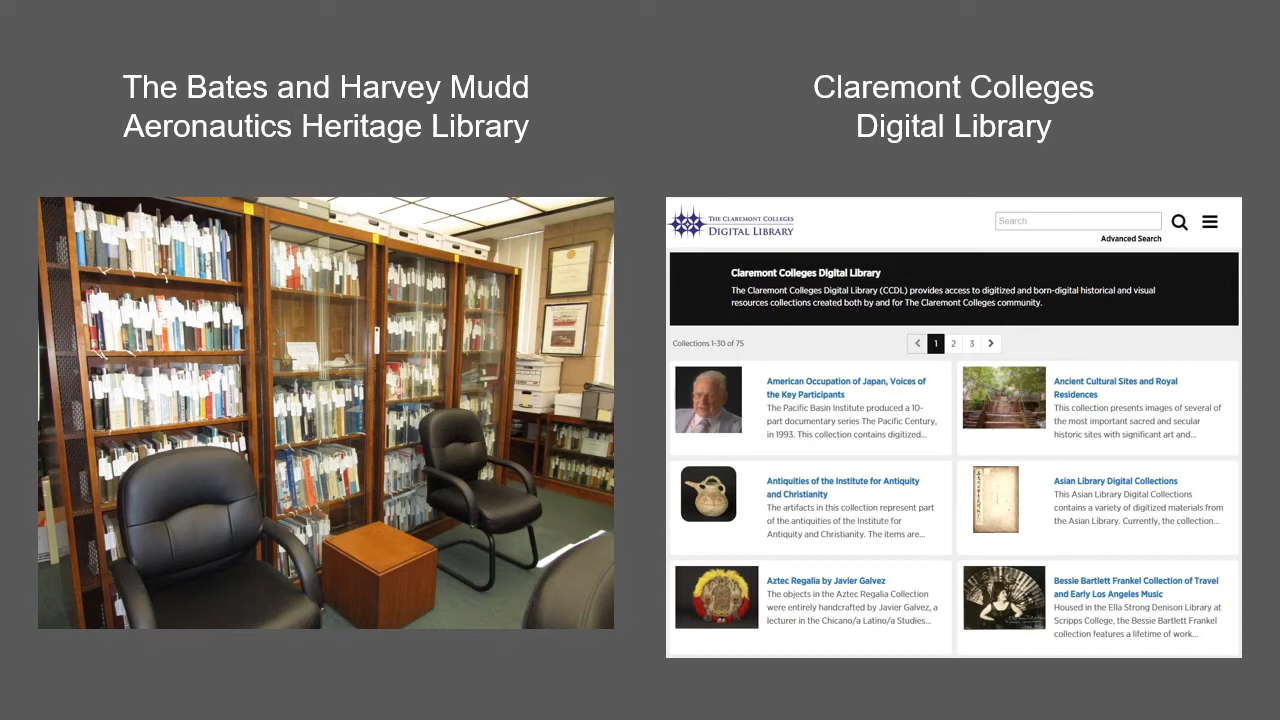 The Bates and Harvey Mudd
Aeronautics Heritage Library
Claremont Colleges
Digital Library
THE CLAREMONT COLLEGES
DIGITAL LIBRARY
Search
Advanced Search
Claremont Colleges Digital Library
The Claremont Colleges Digital Library (CCDL) provides access to digitized and born-digital historical and visual
resources collections created both by and for The Claremont Colleges community.
Collections 1-30 of 75
1 2 3
American Occupation of Japan, Voices of
the Key Participants
The Pacific Basin Institute produced a 10-
part documentary series The Pacific Century,
in 1993. This collection contains digitized...
Ancient Cultural Sites and Royal
Residences
This collection presents images of several of
the most important sacred and secular
historic sites with significant art and...
Antiquities of the Institute for Antiquity
and Christianity
The artifacts in this collection represent part
of the antiquities of the Institute for
Antiquity and Christianity. The items are...
Asian Library Digital Collections
This Asian Library Digital Collections
contains a variety of digitized materials from
the Asian Library. Currently, the collection...
Aztec Regalia by Javier Galvez
The objects in the Aztec Regalia Collection
were entirely handcrafted by Javier Galvez, a
lecturer in the Chicano/a Latino/a Studies...
Bessie Bartlett Frankel Collection of Travel
and Early Los Angeles Music
Housed in the Ella Strong Denison Library at
Scripps College, the Bessie Bartlett Frankel
collection features a lifetime of work...